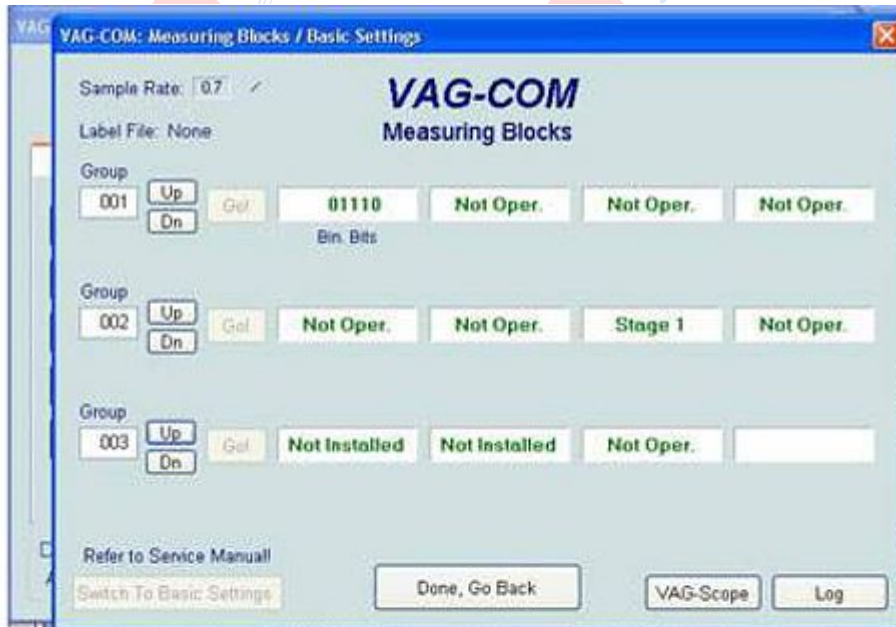 VAG
VAG-COM: Measuring Blocks / Basic Settings
Sample Rate: 0.7
VAG-COM
Label File: None
Measuring Blocks
Group
001 Up Dn Go! 01110 Not Oper. Not Oper. Not Oper.
Bin. Bits
Group
002 Up Dn Go! Not Oper. Not Oper. Stage 1 Not Oper.
Group
003 Up Dn Go! Not Installed Not Installed Not Oper.
Refer to Service Manual!
Switch To Basic Settings Done, Go Back VAG-Scope Log